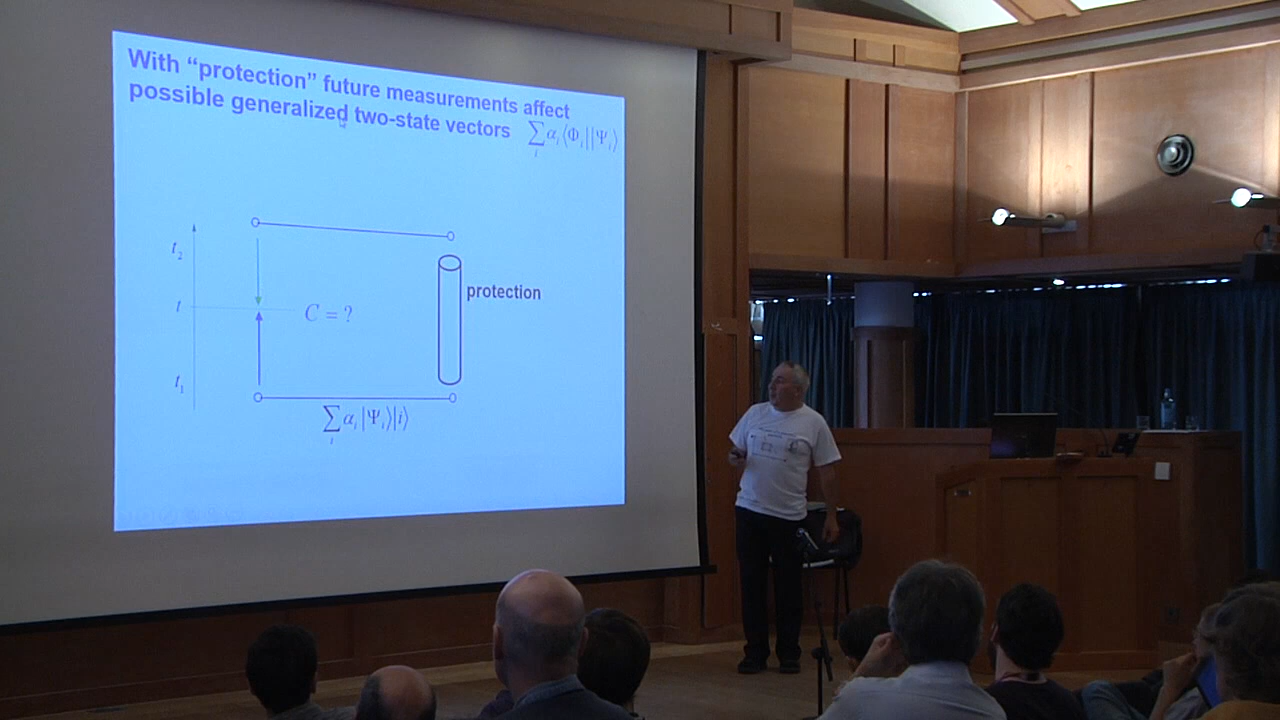 With “protection” future measurements affect
possible generalized two-state vectors ∑ᵢ αᵢ⟨Φᵢ||Ψᵢ⟩
t₂
protection
t
C = ?
t₁
∑ᵢ αᵢ|Ψᵢ⟩|i⟩